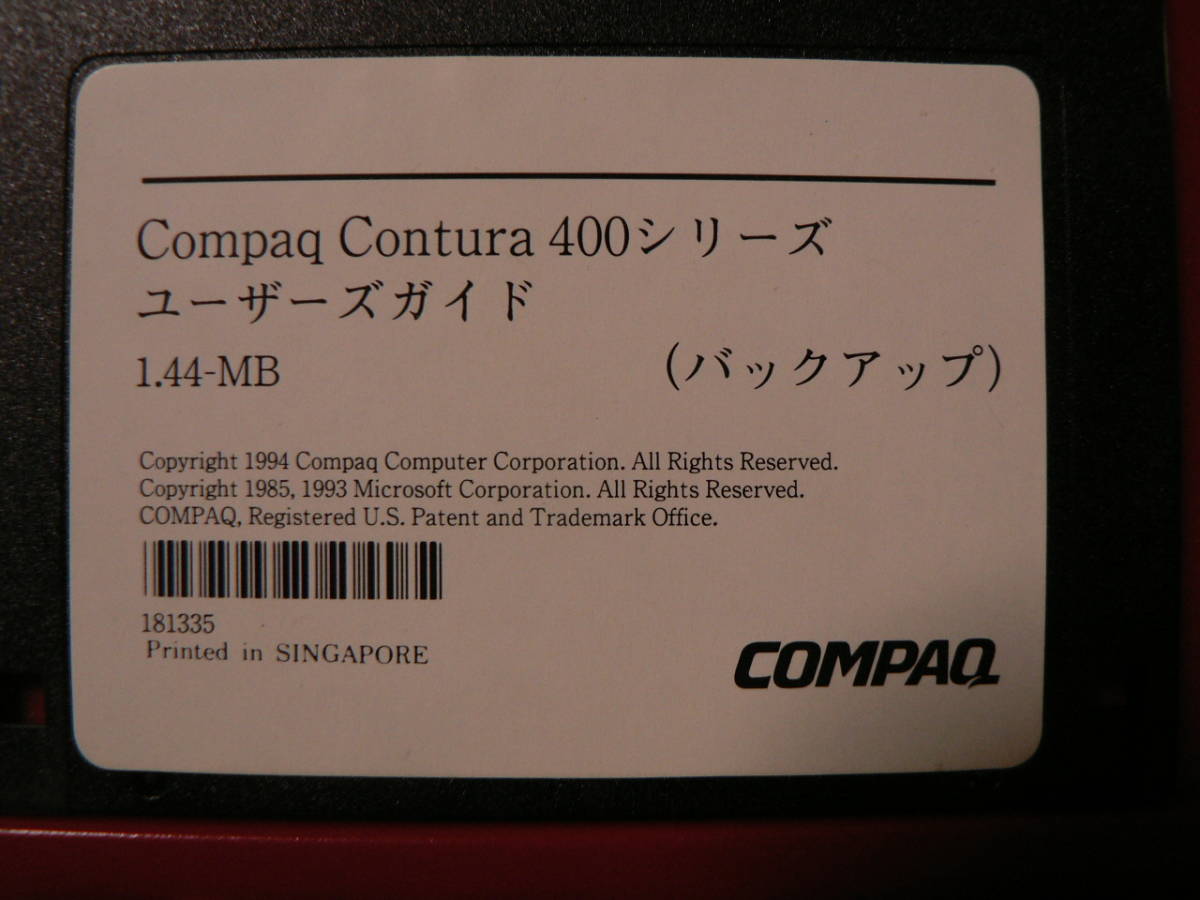 Compaq Contura 400シリーズ
ユーザーズガイド
1.44-MB (バックアップ)
Copyright 1994 Compaq Computer Corporation. All Rights Reserved.
Copyright 1985, 1993 Microsoft Corporation. All Rights Reserved.
COMPAQ, Registered U.S. Patent and Trademark Office.
181335
Printed in SINGAPORE
COMPAQ